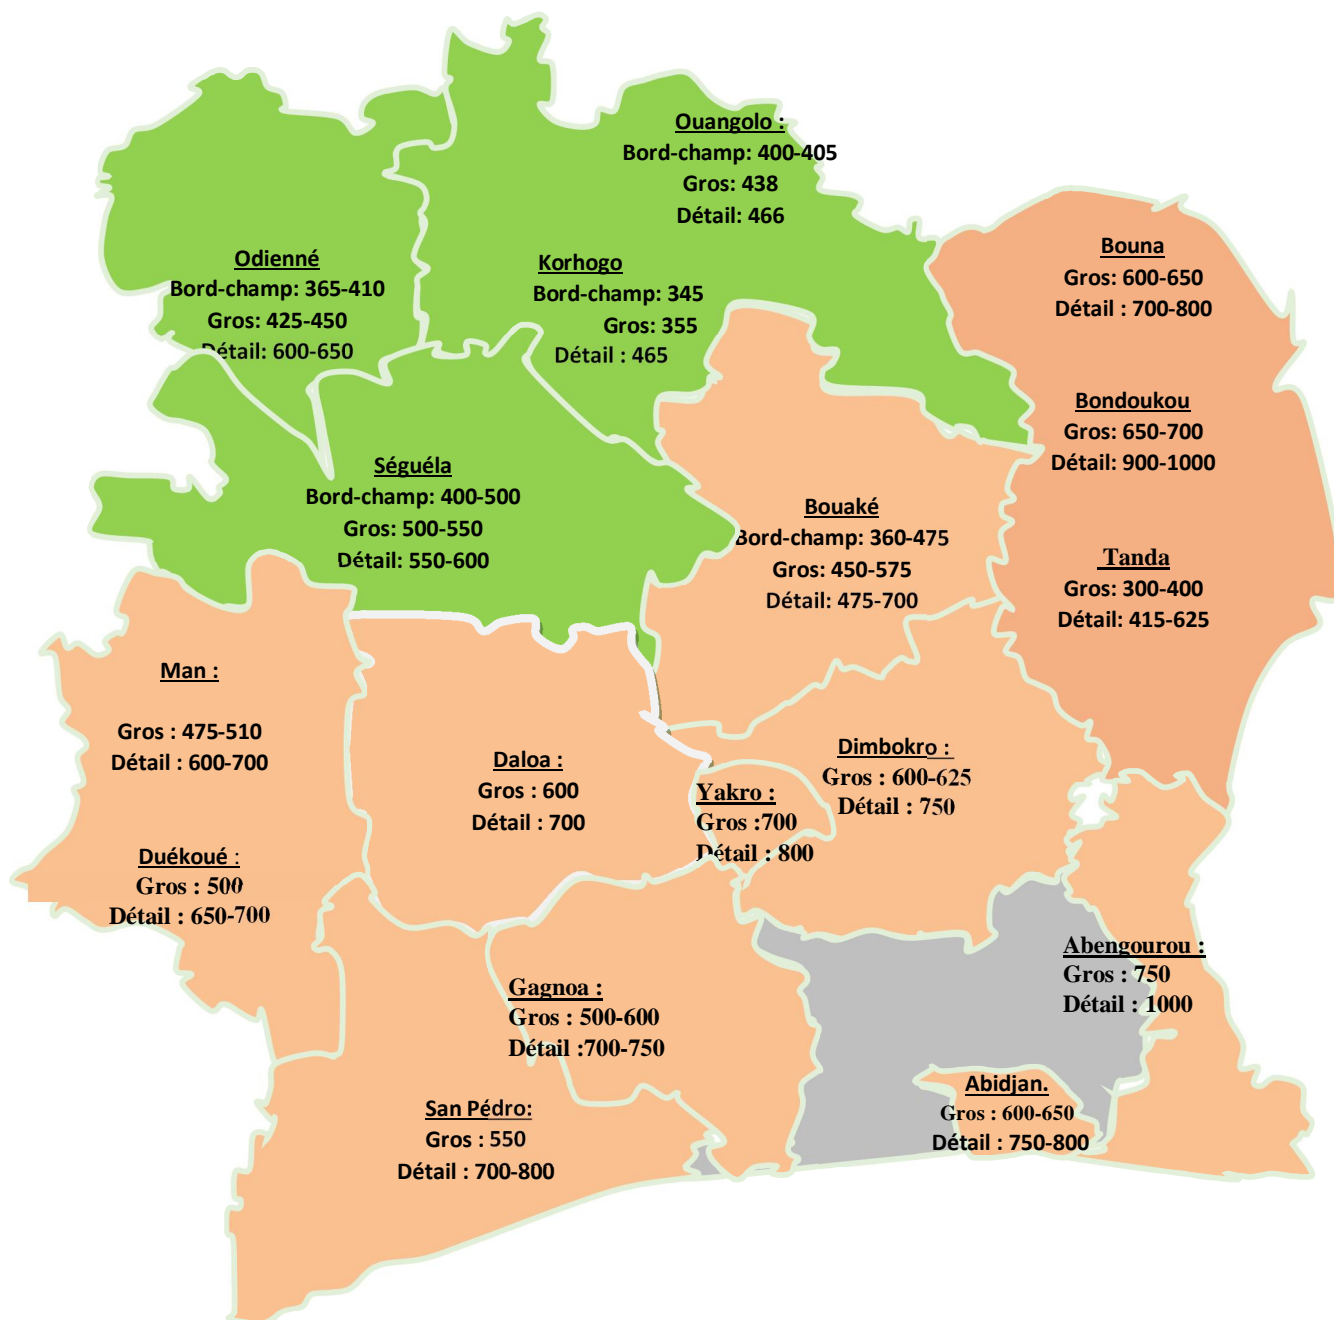 Ouangolo :
Bord-champ: 400-405
Gros: 438
Détail: 466
Odienné
Bord-champ: 365-410
Gros: 425-450
Détail: 600-650
Korhogo
Bord-champ: 345
Gros: 355
Détail : 465
Bouna
Gros: 600-650
Détail : 700-800
Bondoukou
Gros: 650-700
Détail: 900-1000
Séguéla
Bord-champ: 400-500
Gros: 500-550
Détail: 550-600
Bouaké
Bord-champ: 360-475
Gros: 450-575
Détail: 475-700
Tanda
Gros: 300-400
Détail: 415-625
Man :
Gros : 475-510
Détail : 600-700
Daloa :
Gros : 600
Détail : 700
Yakro :
Gros :700
Détail : 800
Dimbokro :
Gros : 600-625
Détail : 750
Duékoué :
Gros : 500
Détail : 650-700
Gagnoa :
Gros : 500-600
Détail :700-750
Abengourou :
Gros : 750
Détail : 1000
San Pédro:
Gros : 550
Détail : 700-800
Abidjan.
Gros : 600-650
Détail : 750-800